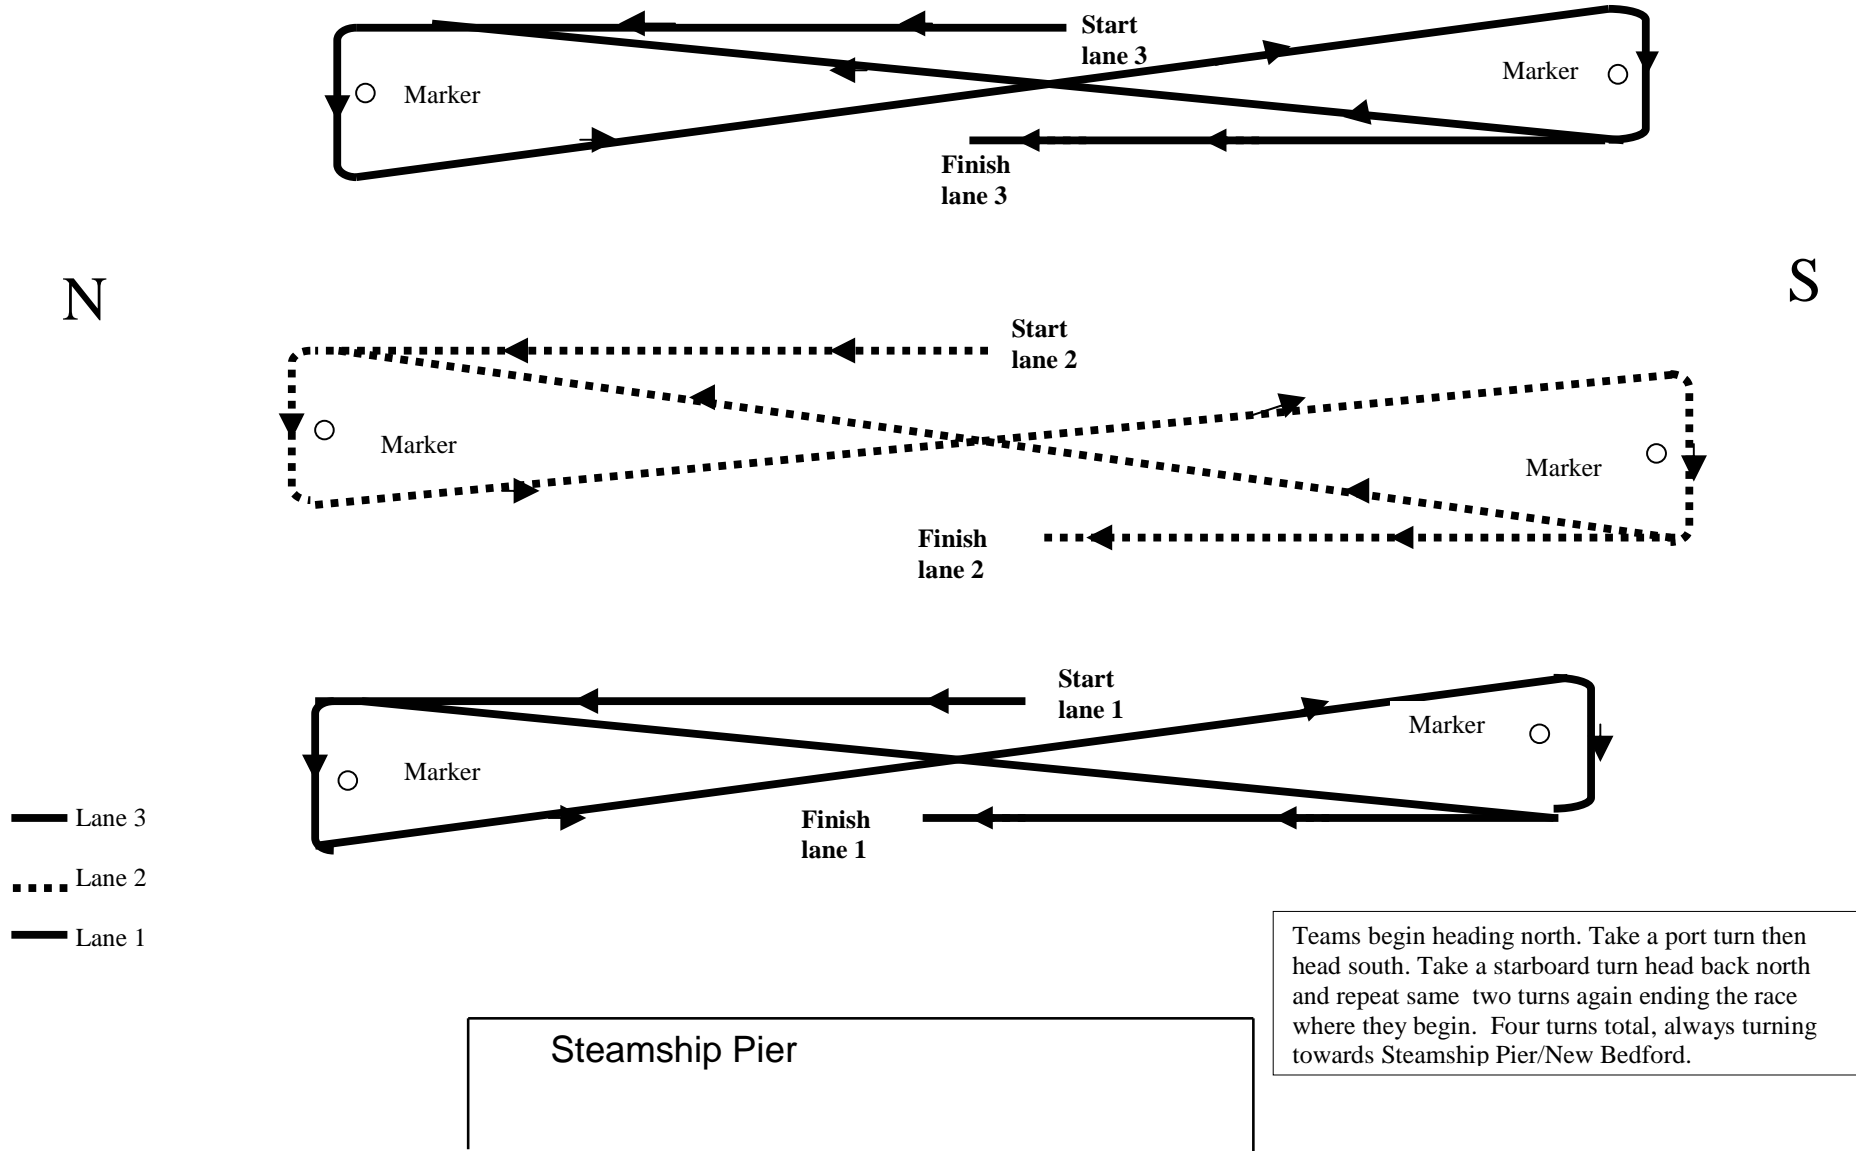 Start
lane 3
Marker
Marker
Finish
lane 3
N
S
Start
lane 2
Marker
Marker
Finish
lane 2
Start
lane 1
Marker
Marker
Finish
lane 1
Lane 3
Lane 2
Lane 1
Teams begin heading north. Take a port turn then
head south. Take a starboard turn head back north
and repeat same two turns again ending the race
where they begin. Four turns total, always turning
towards Steamship Pier/New Bedford.
Steamship Pier